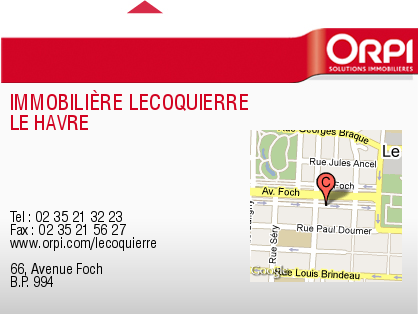 ORPI
SOLUTIONS IMMOBILIÈRES
IMMOBILIÈRE LECOQUIERRE
LE HAVRE
Tel : 02 35 21 32 23
Fax : 02 35 21 56 27
www.orpi.com/lecoquierre
66, Avenue Foch
B.P. 994
Rue Georges Braque
Le
Rue Jules Ancel
Foch
Av. Foch
C
Rue Paul Doumer
Rue Séry
Google
Rue Louis Brindeau